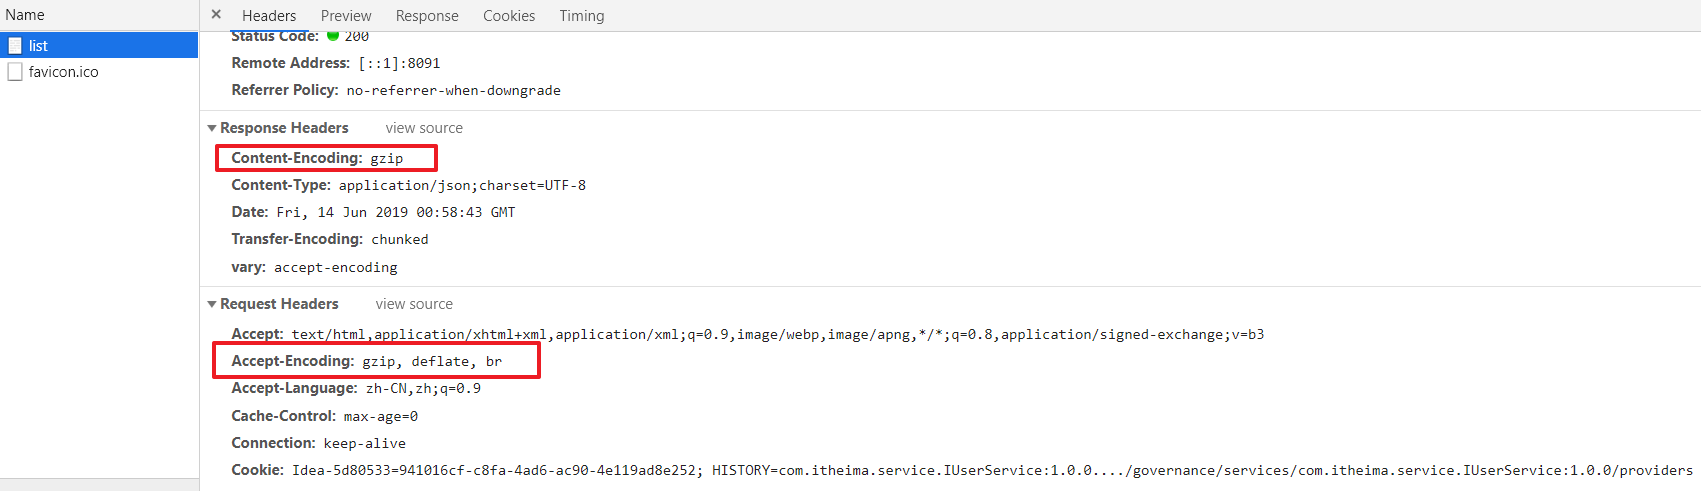 Name
list
favicon.ico
× Headers Preview Response Cookies Timing
Status Code: 200
Remote Address: [::1]:8091
Referrer Policy: no-referrer-when-downgrade
Response Headers view source
Content-Encoding: gzip
Content-Type: application/json;charset=UTF-8
Date: Fri, 14 Jun 2019 00:58:43 GMT
Transfer-Encoding: chunked
vary: accept-encoding
Request Headers view source
Accept: text/html,application/xhtml+xml,application/xml;q=0.9,image/webp,image/apng,*/*;q=0.8,application/signed-exchange;v=b3
Accept-Encoding: gzip, deflate, br
Accept-Language: zh-CN,zh;q=0.9
Cache-Control: max-age=0
Connection: keep-alive
Cookie: Idea-5d80533=941016cf-c8fa-4ad6-ac90-4e119ad8e252; HISTORY=com.itheima.service.IUserService:1.0.0..../governance/services/com.itheima.service.IUserService:1.0.0/providers